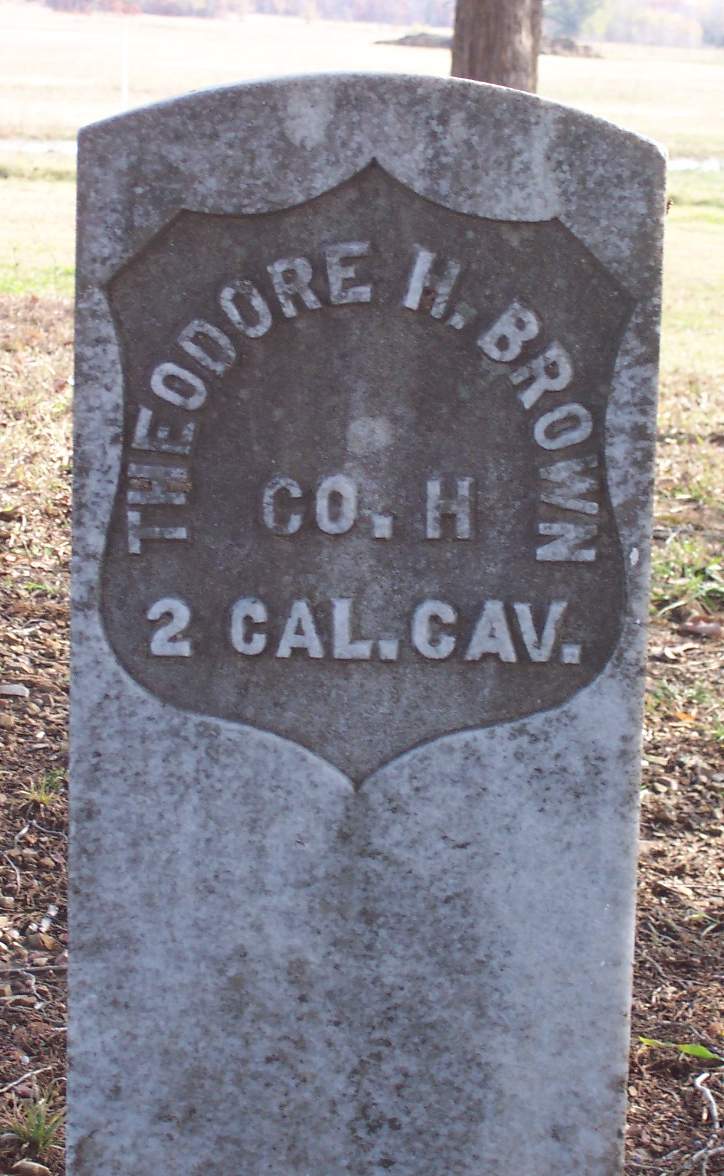 THEODORE H. BROWN
CO. H
2 CAL. CAV.